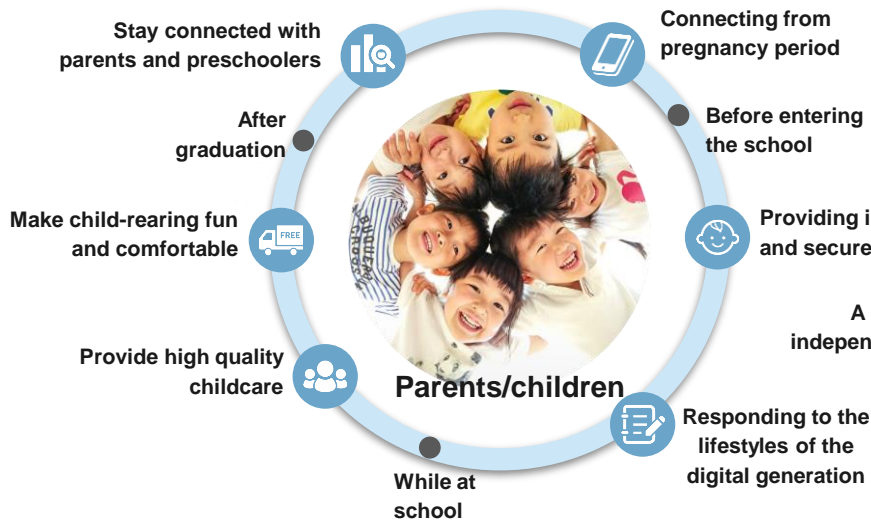 Stay connected with
parents and preschoolers
Connecting from
pregnancy period
After
graduation
Before entering
the school
Make child-rearing fun
and comfortable
FREE
Providing
and secure
A
Provide high quality
childcare
Parents/children
Responding to the
lifestyles of the
digital generation
While at
school